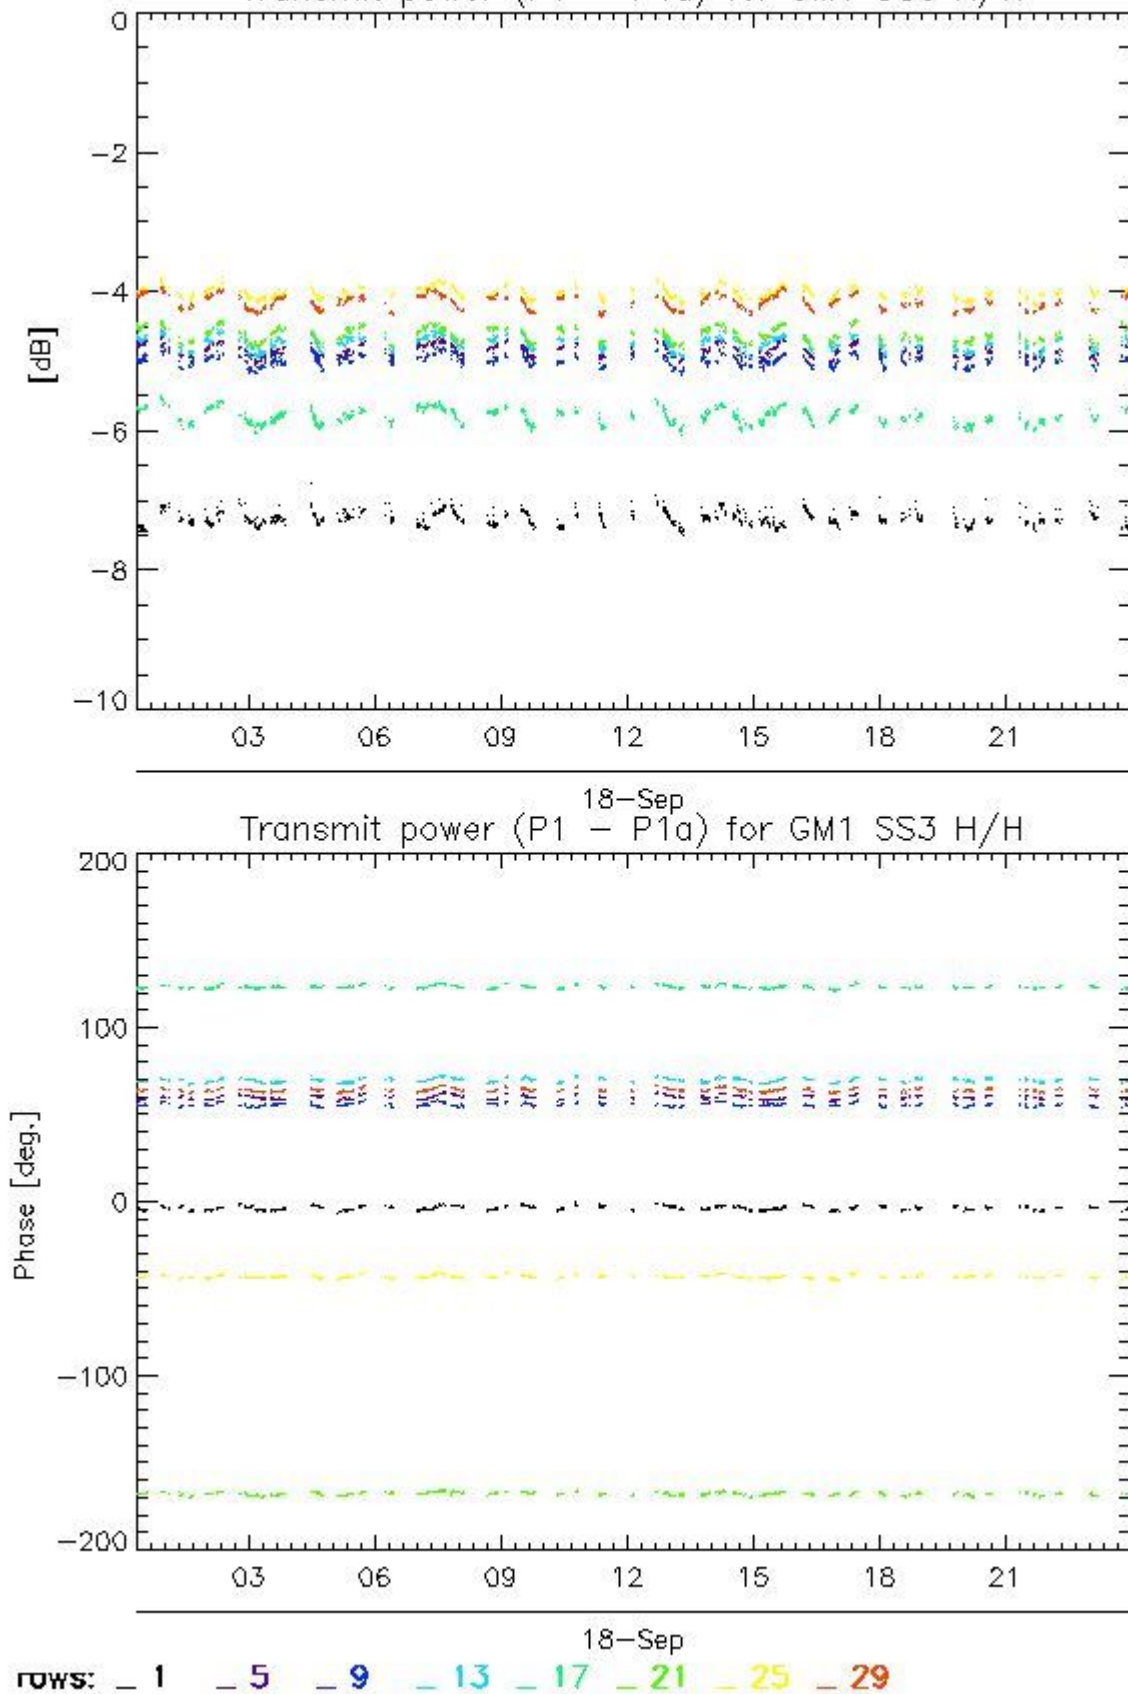 0
−2
−4
[dB]
−6
−8
−10
03 06 09 12 15 18 21
18−Sep
Transmit power (P1 − P1a) for GM1 SS3 H/H
200
100
0
Phase [deg.]
−100
−200
03 06 09 12 15 18 21
18−Sep
rows: _ 1 _ 5 _ 9 _ 13 _ 17 _ 21 _ 25 _ 29